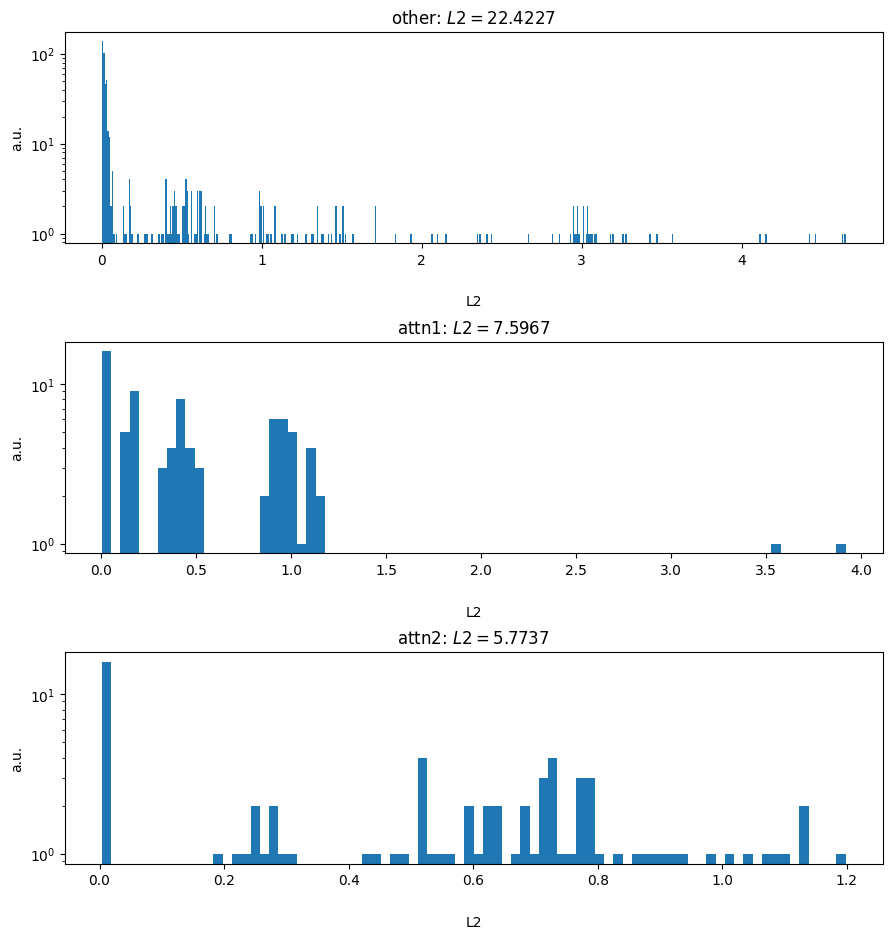 other: L2 = 22.4227
a.u.
10²
10¹
10⁰
0 1 2 3 4
L2
attn1: L2 = 7.5967
a.u.
10¹
10⁰
0.0 0.5 1.0 1.5 2.0 2.5 3.0 3.5 4.0
L2
attn2: L2 = 5.7737
a.u.
10¹
10⁰
0.0 0.2 0.4 0.6 0.8 1.0 1.2
L2